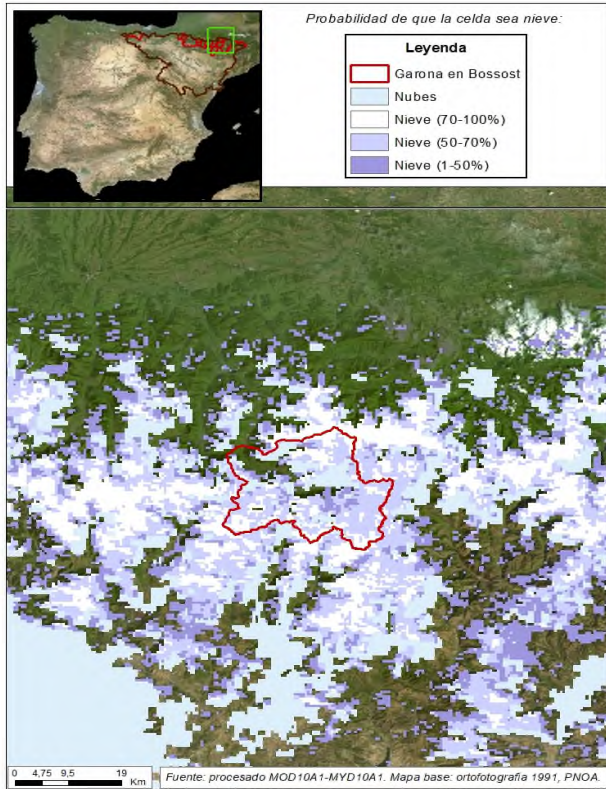 Probabilidad de que la celda sea nieve:
Leyenda
Garona en Bossost
Nubes
Nieve (70-100%)
Nieve (50-70%)
Nieve (1-50%)
0 4,75 9,5 19
Km
Fuente: procesado MOD10A1-MYD10A1. Mapa base: ortofotografia 1991, PNOA.